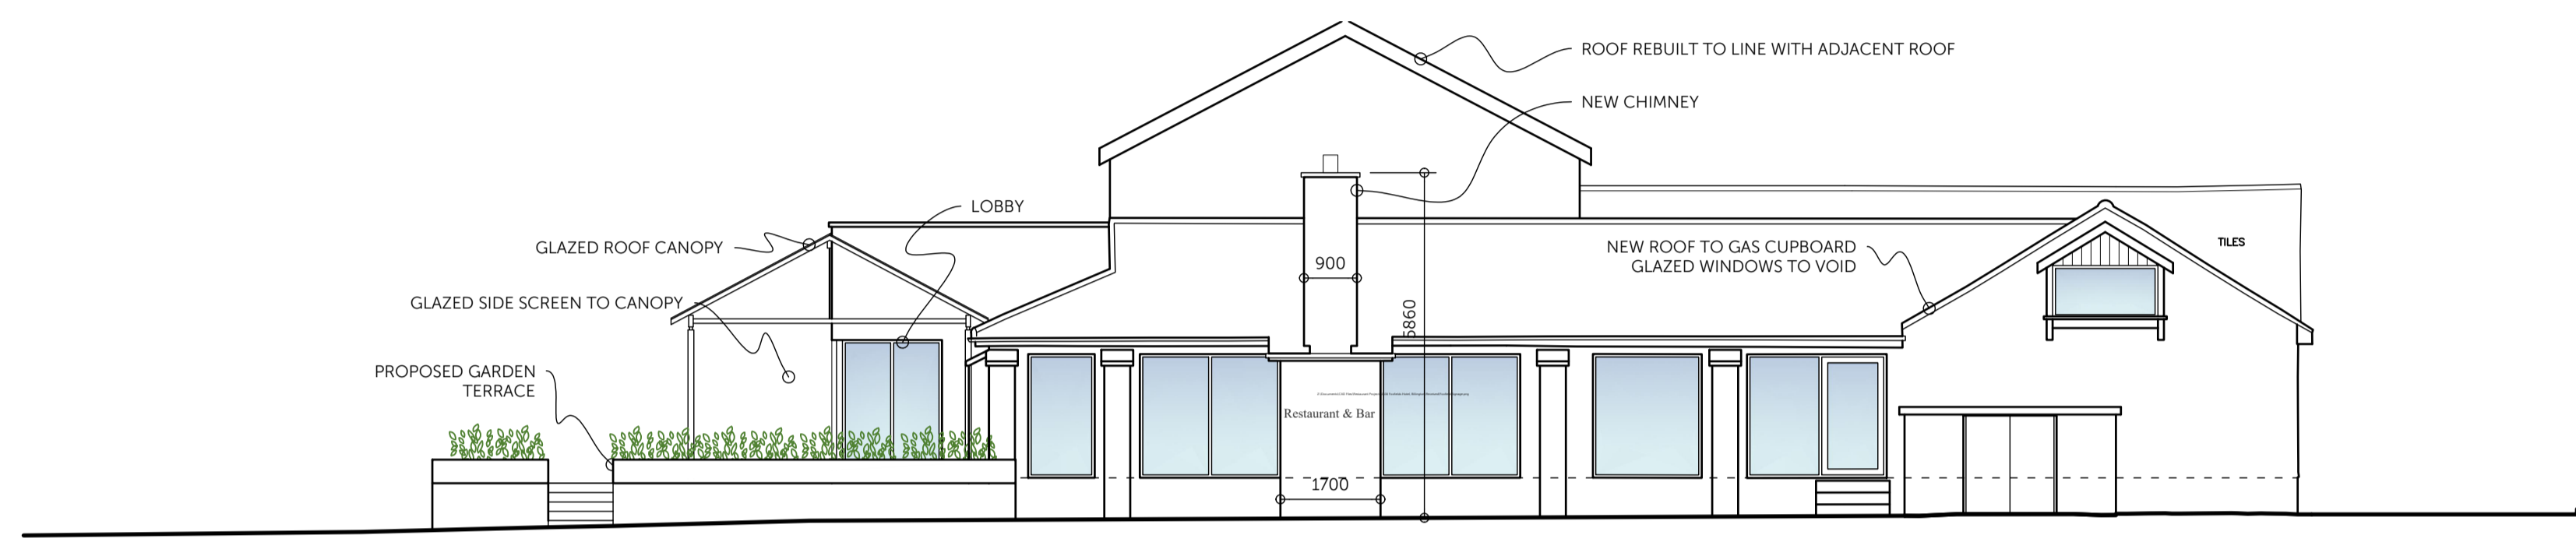 ROOF REBUILT TO LINE WITH ADJACENT ROOF
NEW CHIMNEY
LOBBY
GLAZED ROOF CANOPY
NEW ROOF TO GAS CUPBOARD
GLAZED WINDOWS TO VOID
TILES
900
GLAZED SIDE SCREEN TO CANOPY
5860
PROPOSED GARDEN
TERRACE
Restaurant & Bar
1700